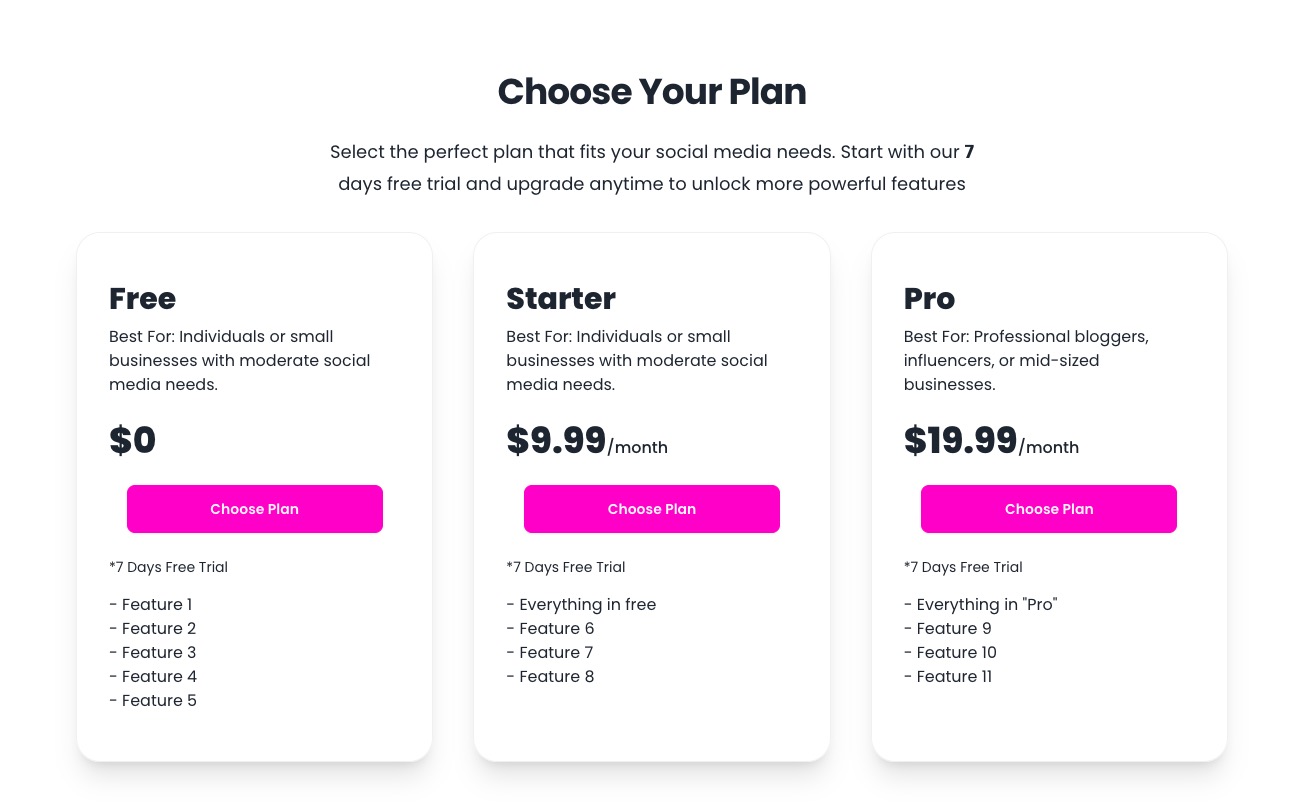 Choose Your Plan
Select the perfect plan that fits your social media needs. Start with our 7
days free trial and upgrade anytime to unlock more powerful features
Free
Best For: Individuals or small
businesses with moderate social
media needs.
$0
Choose Plan
*7 Days Free Trial
- Feature 1
- Feature 2
- Feature 3
- Feature 4
- Feature 5
Starter
Best For: Individuals or small
businesses with moderate social
media needs.
$9.99/month
Choose Plan
*7 Days Free Trial
- Everything in free
- Feature 6
- Feature 7
- Feature 8
Pro
Best For: Professional bloggers,
influencers, or mid-sized
businesses.
$19.99/month
Choose Plan
*7 Days Free Trial
- Everything in "Pro"
- Feature 9
- Feature 10
- Feature 11